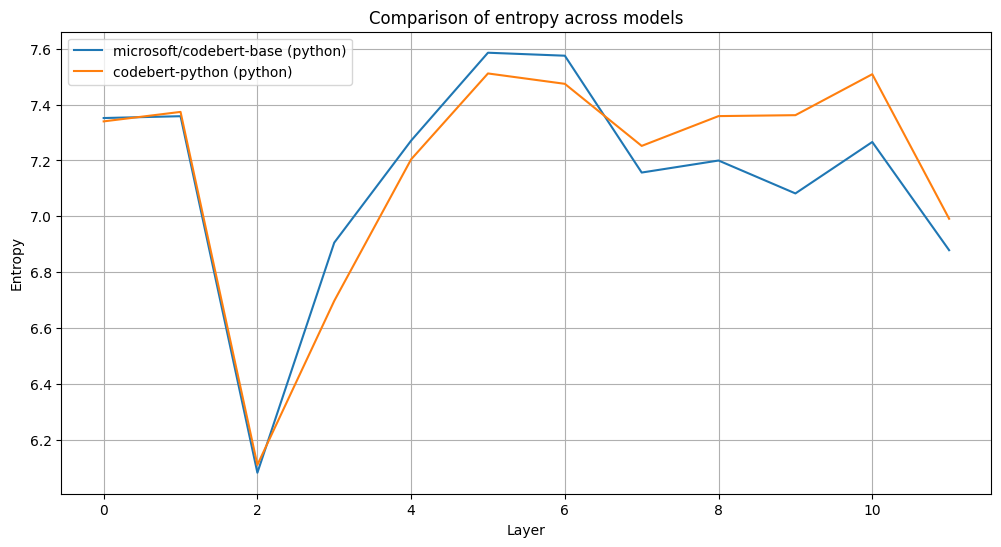 Comparison of entropy across models
microsoft/codebert-base (python)
codebert-python (python)
Entropy
7.6
7.4
7.2
7.0
6.8
6.6
6.4
6.2
0 2 4 6 8 10
Layer